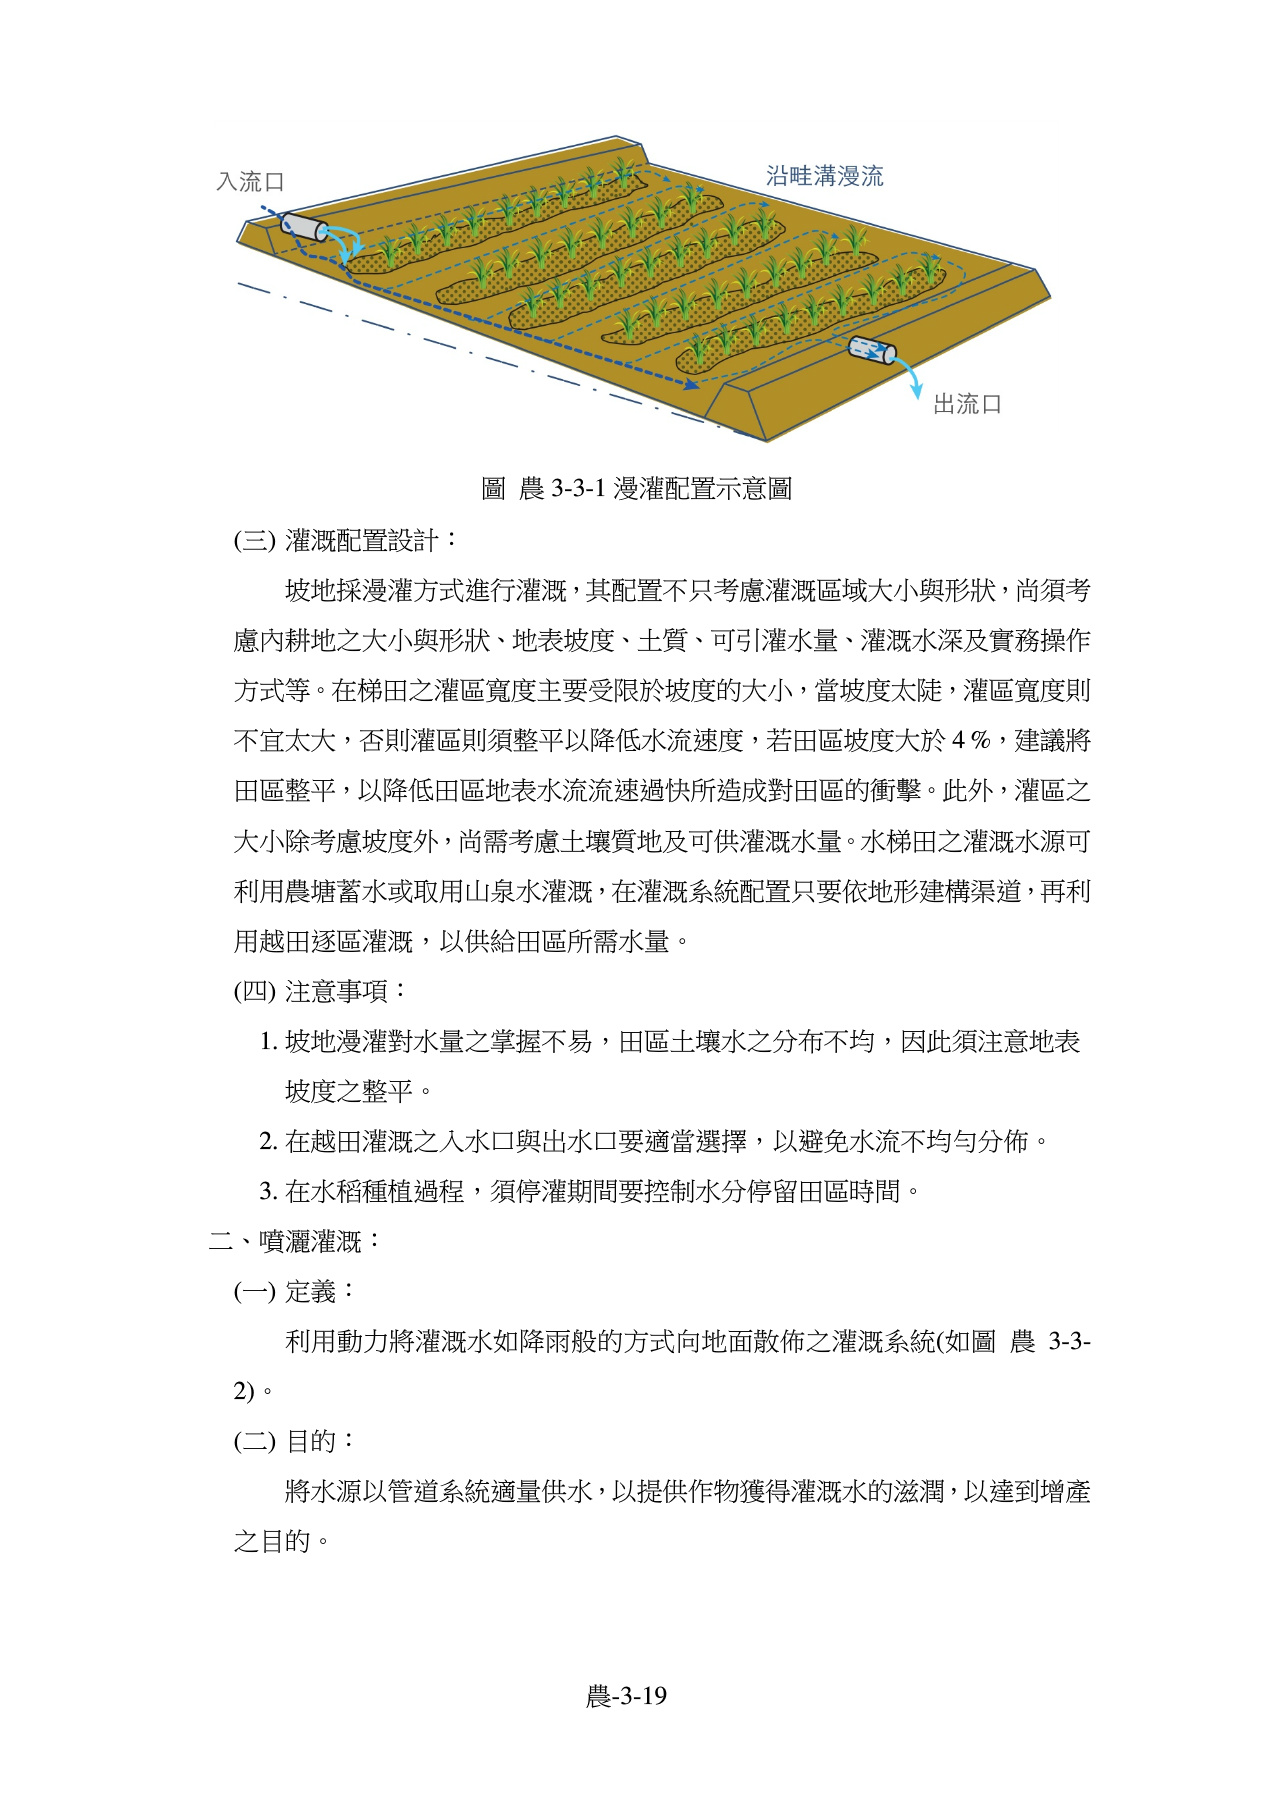 入流口
沿畦溝漫流
出流口
圖 農 3-3-1 漫灌配置示意圖
(三) 灌溉配置設計：
坡地採漫灌方式進行灌溉，其配置不只考慮灌溉區域大小與形狀，尚須考
慮內耕地之大小與形狀、地表坡度、土質、可引灌水量、灌溉水深及實務操作
方式等。在梯田之灌區寬度主要受限於坡度的大小，當坡度太陡，灌區寬度則
不宜太大，否則灌區則須整平以降低水流速度，若田區坡度大於 4 %，建議將
田區整平，以降低田區地表水流流速過快所造成對田區的衝擊。此外，灌區之
大小除考慮坡度外，尚需考慮土壤質地及可供灌溉水量。水梯田之灌溉水源可
利用農塘蓄水或取用山泉水灌溉，在灌溉系統配置只要依地形建構渠道，再利
用越田逐區灌溉，以供給田區所需水量。
(四) 注意事項：
1. 坡地漫灌對水量之掌握不易，田區土壤水之分布不均，因此須注意地表
坡度之整平。
2. 在越田灌溉之入水口與出水口要適當選擇，以避免水流不均勻分佈。
3. 在水稻種植過程，須停灌期間要控制水分停留田區時間。
二、噴灑灌溉：
(一) 定義：
利用動力將灌溉水如降雨般的方式向地面散佈之灌溉系統(如圖 農 3-3-
2)。
(二) 目的：
將水源以管道系統適量供水，以提供作物獲得灌溉水的滋潤，以達到增產
之目的。
農-3-19